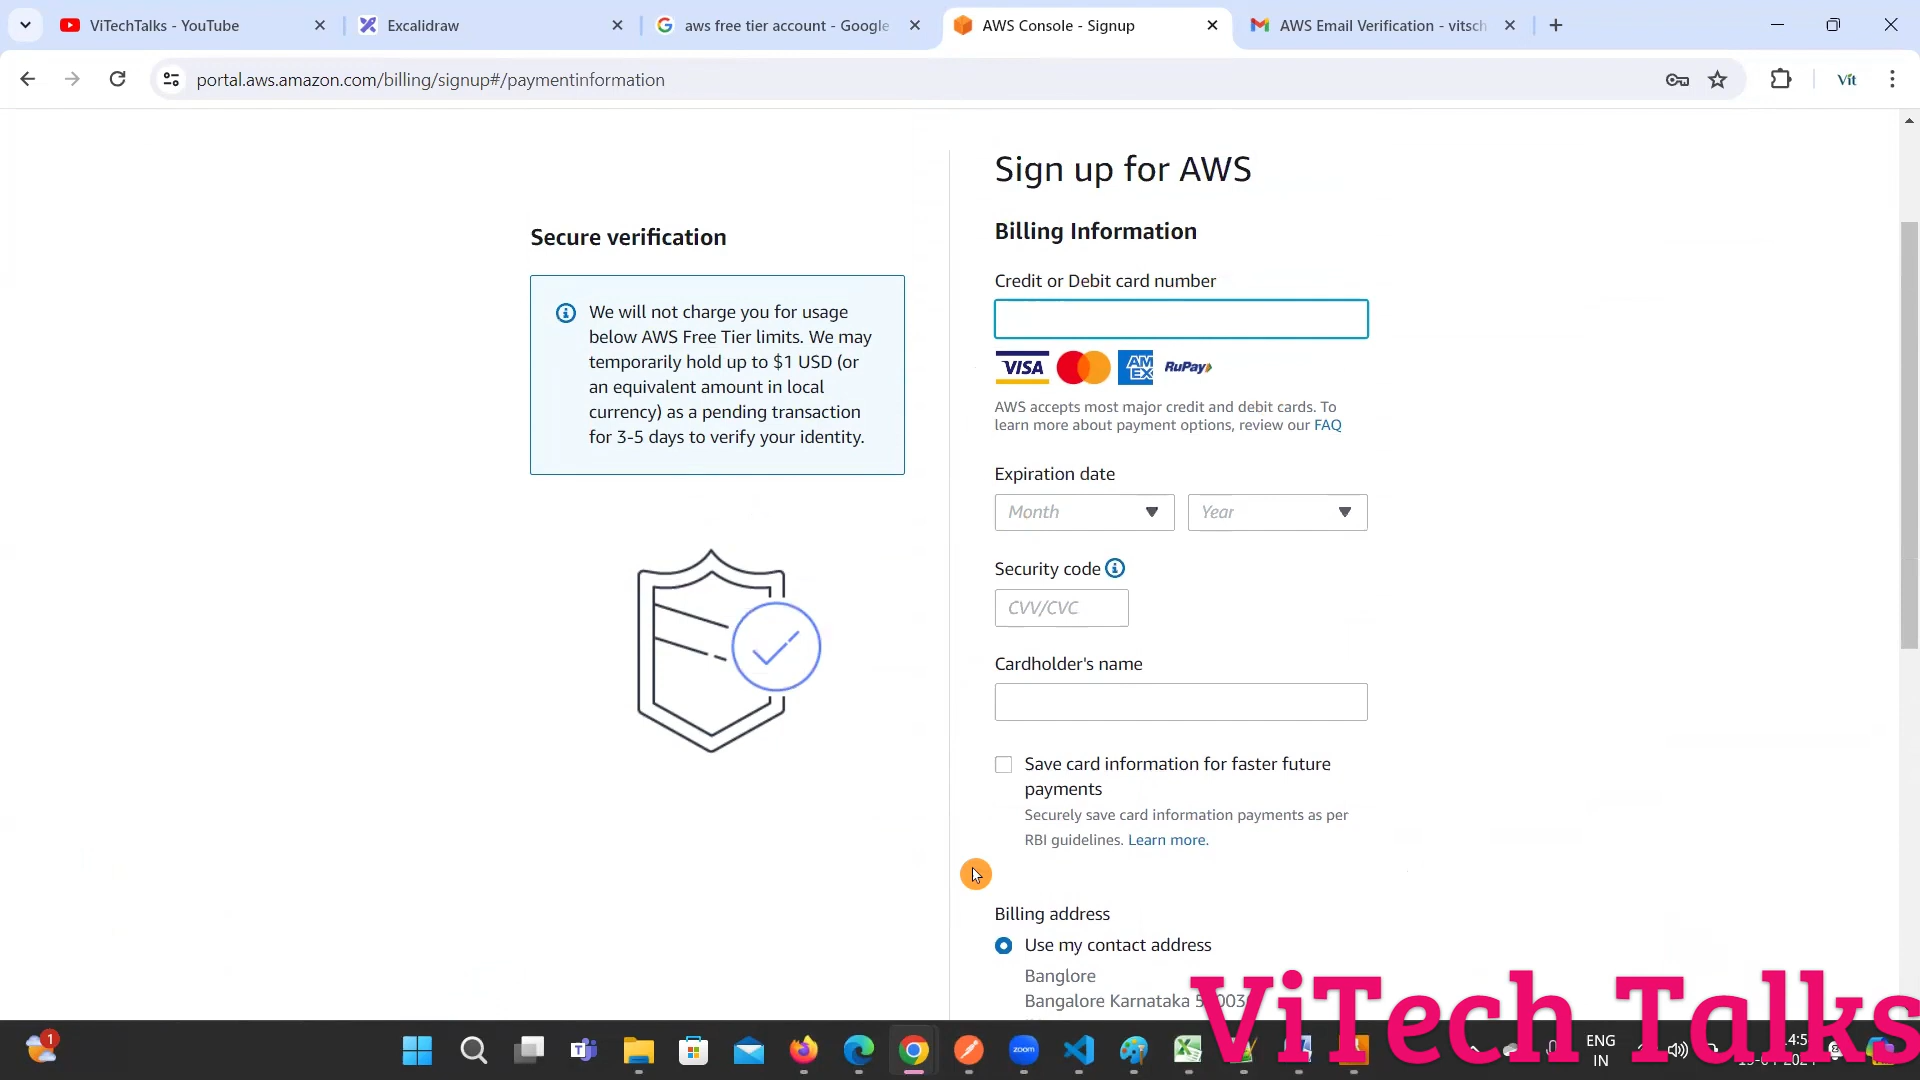 ViTechTalks - YouTube
Excalidraw
aws free tier account - Google
AWS Console - Signup
AWS Email Verification - vitsch
portal.aws.amazon.com/billing/signup#/paymentinformation
Vit
Sign up for AWS
Secure verification
We will not charge you for usage
below AWS Free Tier limits. We may
temporarily hold up to $1 USD (or
an equivalent amount in local
currency) as a pending transaction
for 3-5 days to verify your identity.
Billing Information
Credit or Debit card number
VISA
AM
EX
RuPay
AWS accepts most major credit and debit cards. To
learn more about payment options, review our FAQ
Expiration date
Month
Year
Security code
CVV/CVC
Cardholder's name
Save card information for faster future
payments
Securely save card information payments as per
RBI guidelines. Learn more.
Billing address
Use my contact address
Banglore
Bangalore Karnataka
ViTech Talks
1
zoom
ENG
IN